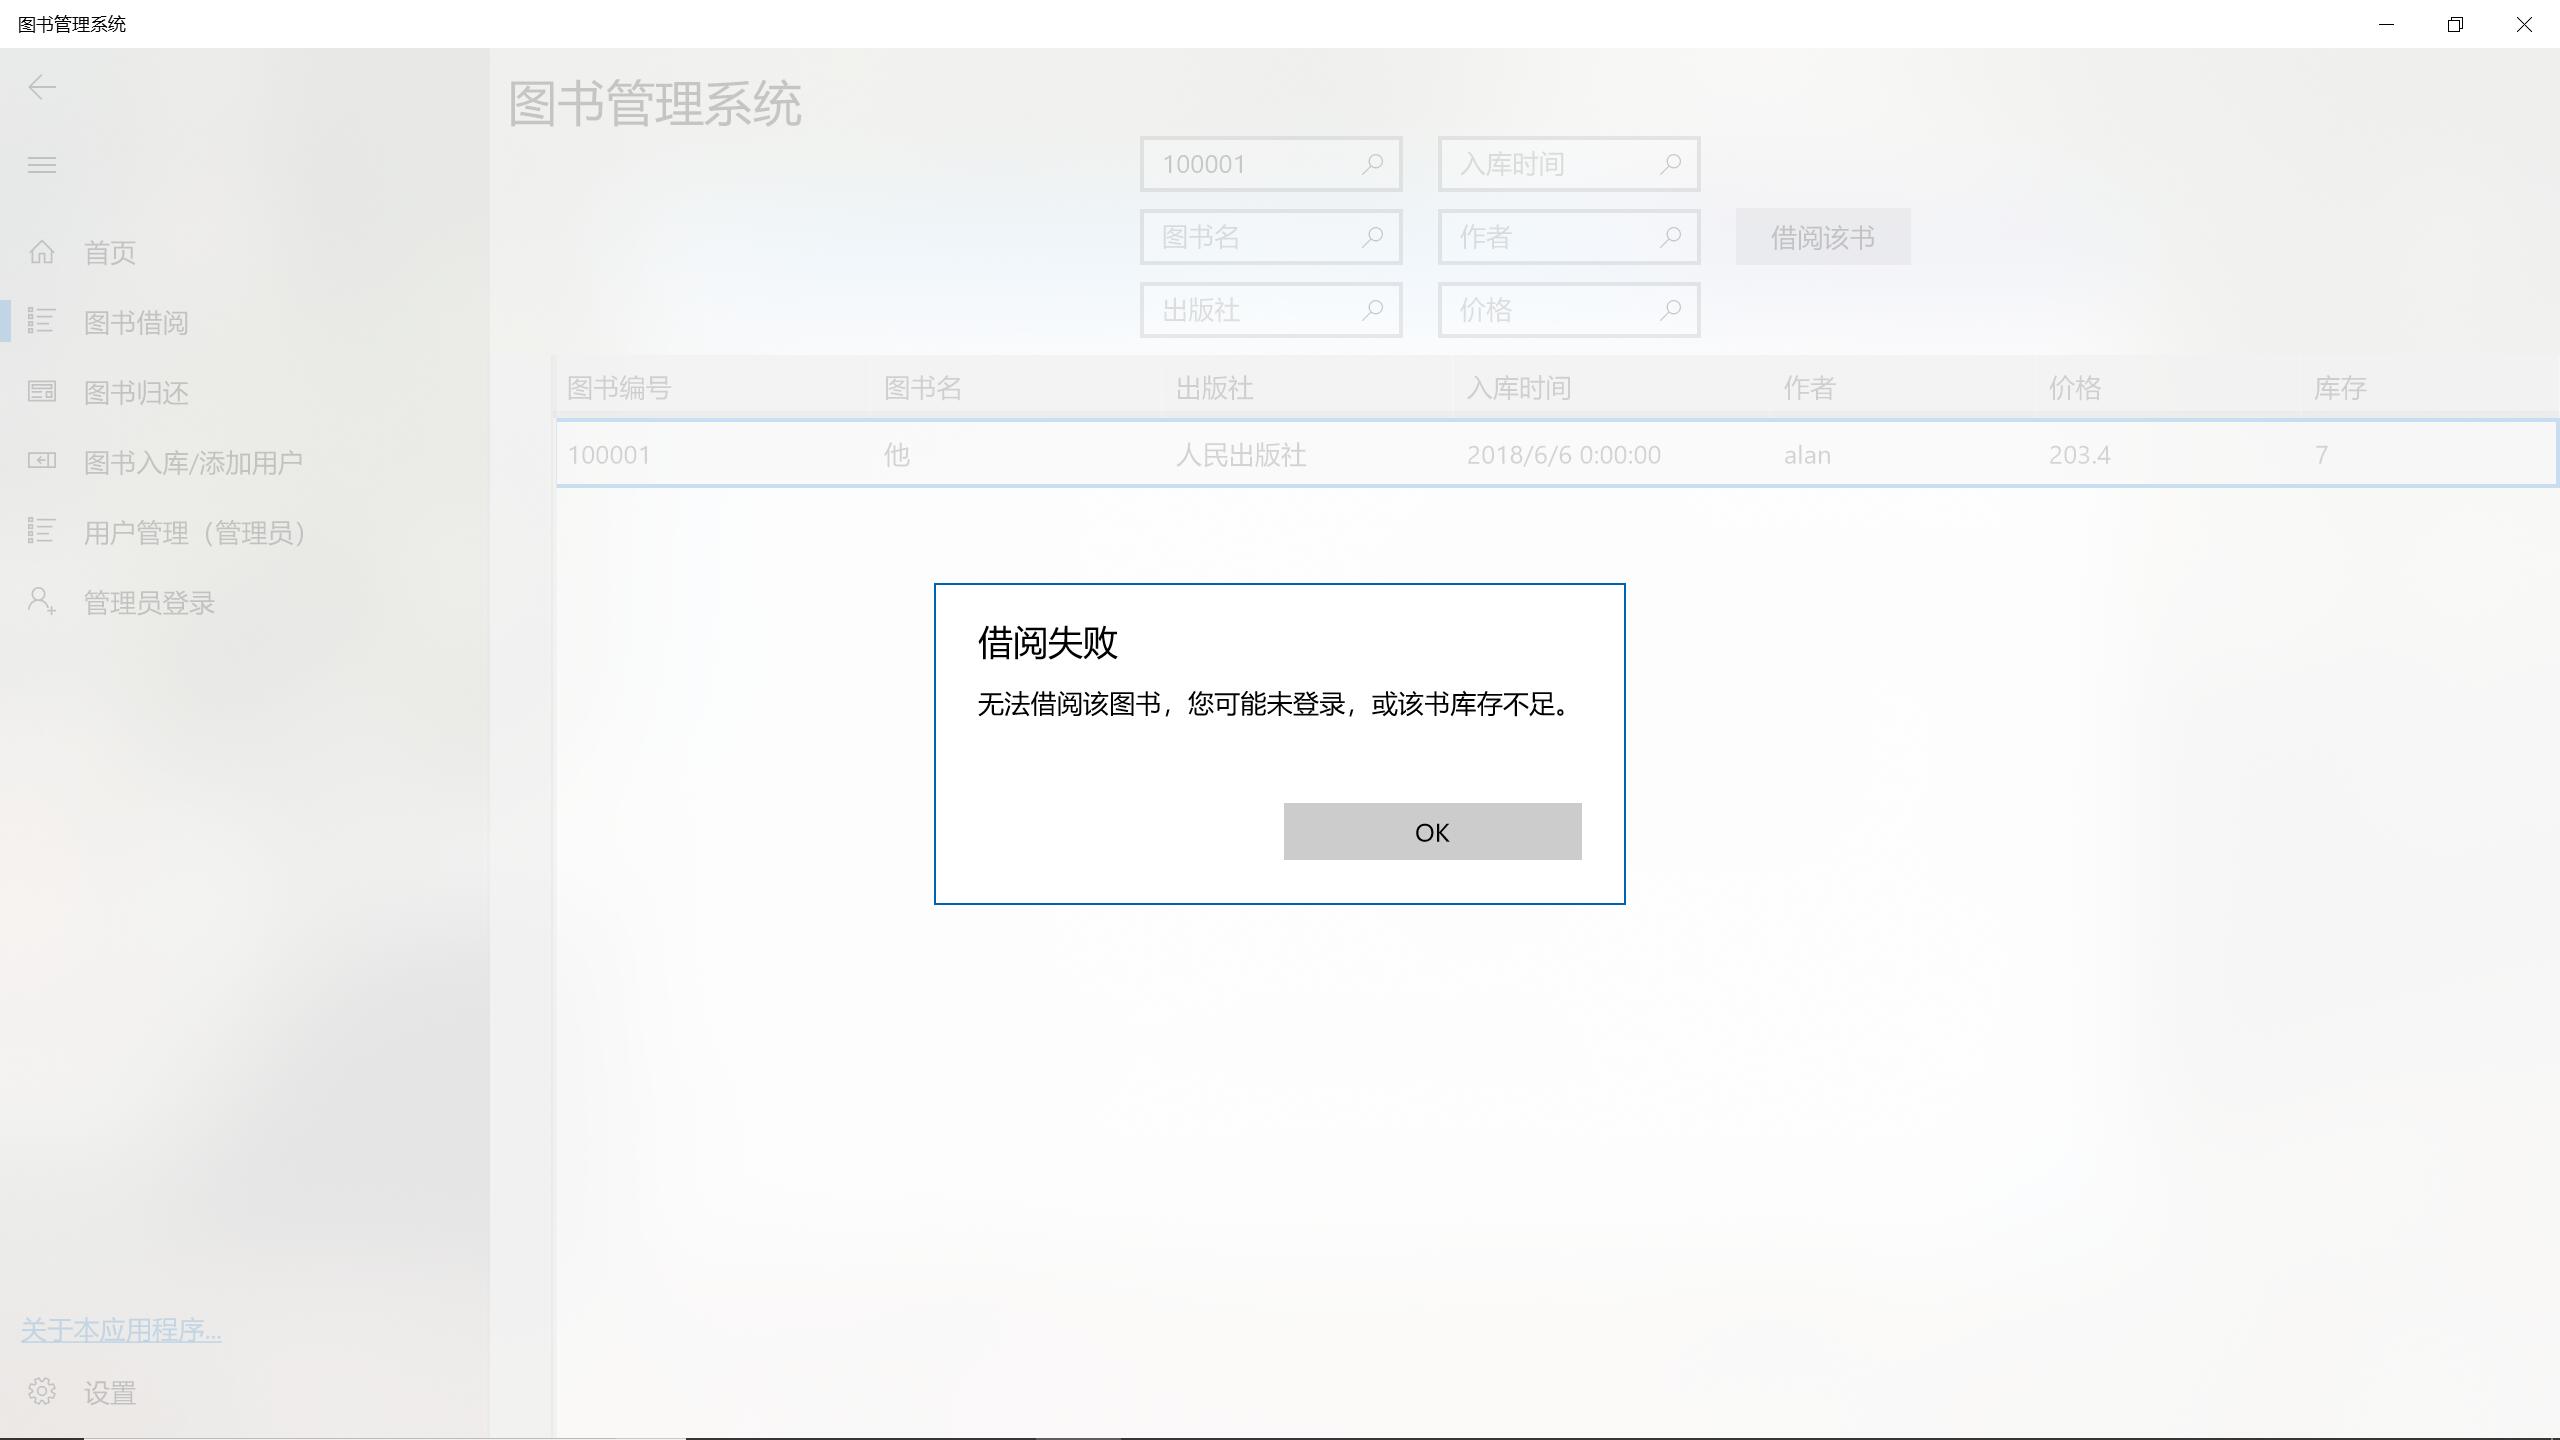 图书管理系统
图书管理系统
100001
入库时间
图书名
作者
借阅该书
出版社
价格
首页
图书借阅
图书归还
图书入库/添加用户
用户管理（管理员）
管理员登录
图书编号 图书名 出版社 入库时间 作者 价格 库存
100001 他 人民出版社 2018/6/6 0:00:00 alan 203.4 7
借阅失败
无法借阅该图书，您可能未登录，或该书库存不足。
OK
关于本应用程序...
设置